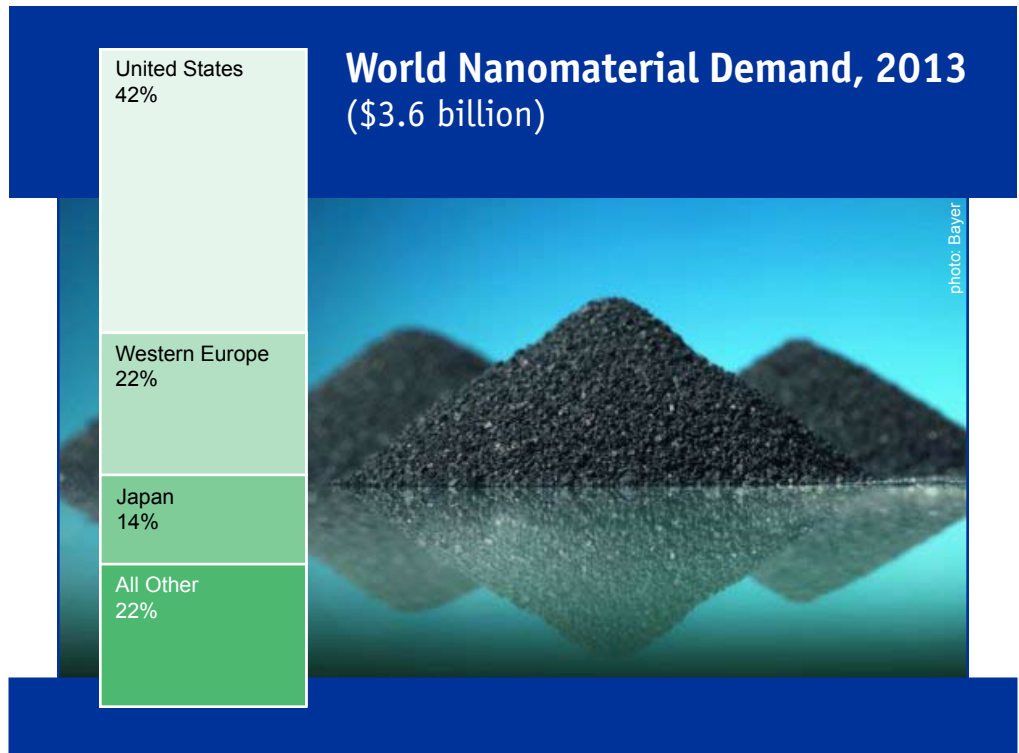 World Nanomaterial Demand, 2013
($3.6 billion)
United States
42%
Western Europe
22%
Japan
14%
All Other
22%
photo: Bayer